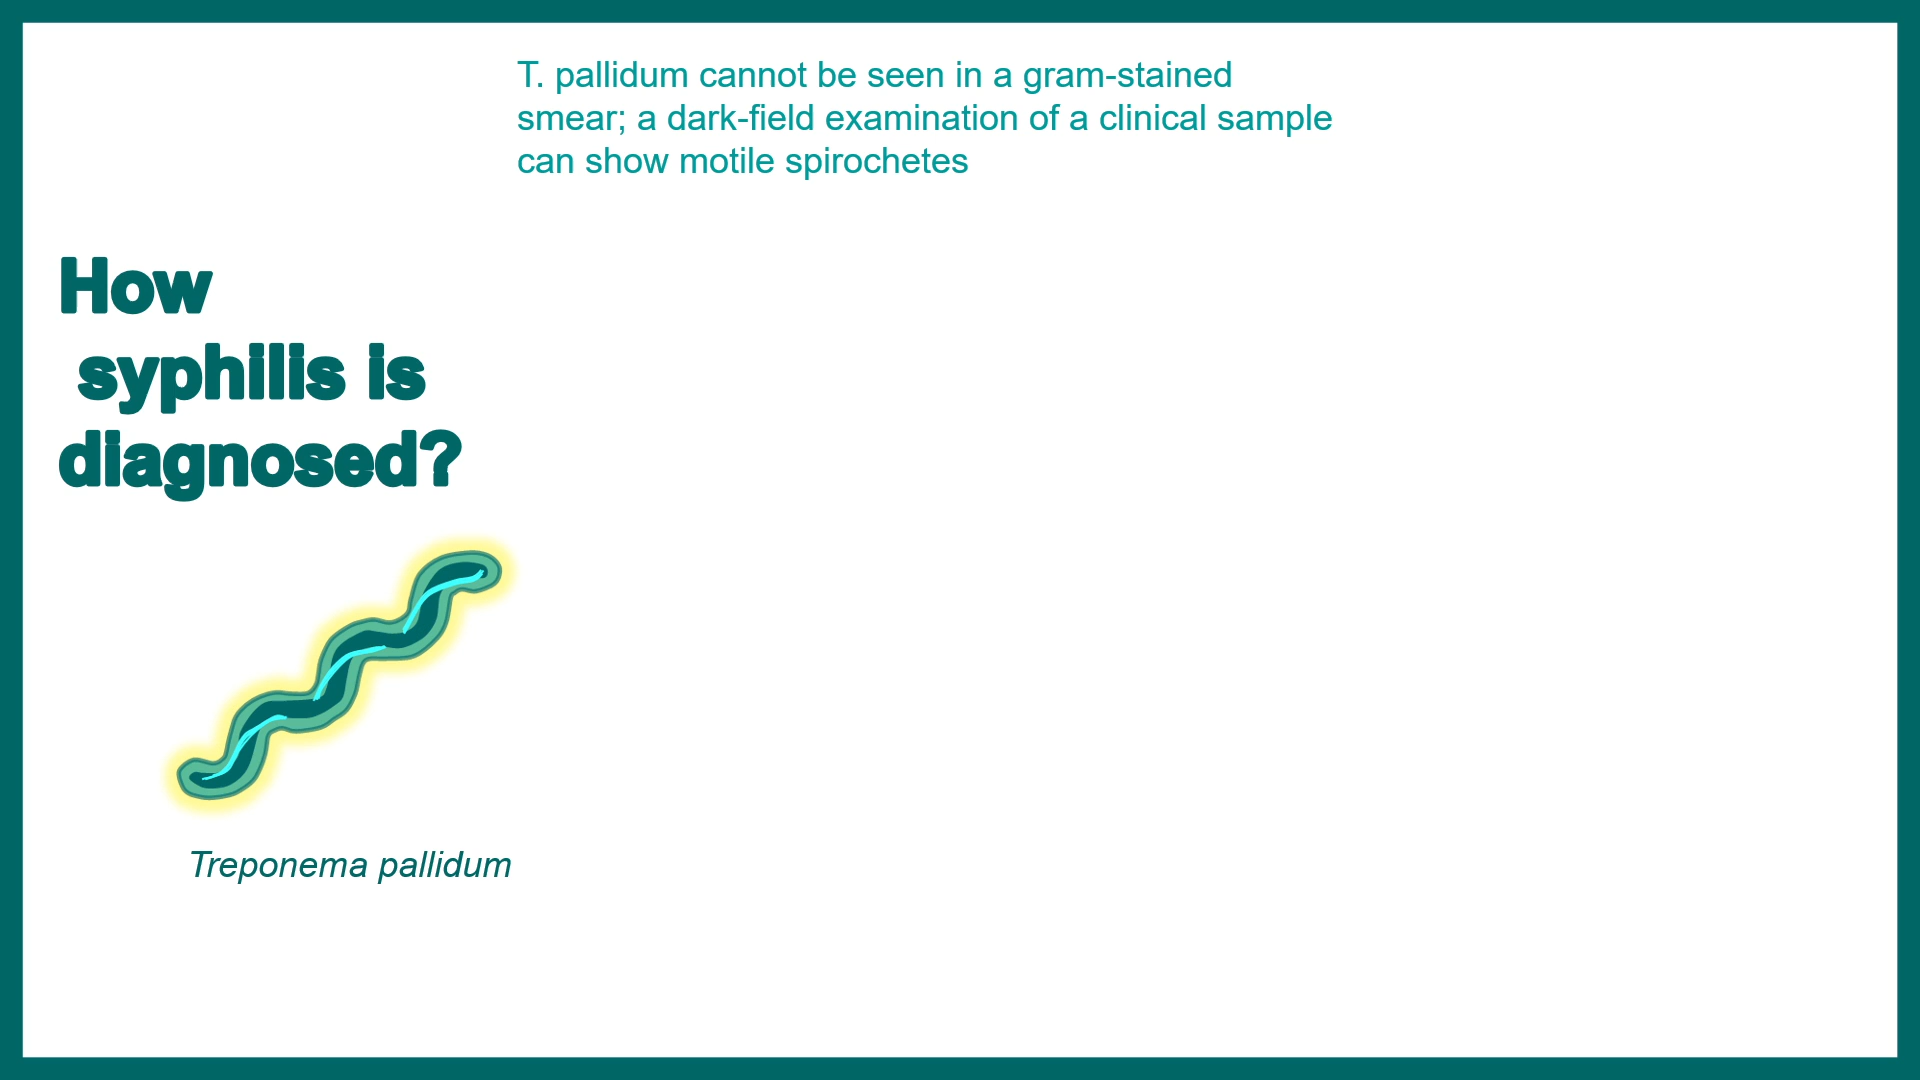 T. pallidum cannot be seen in a gram-stained
smear; a dark-field examination of a clinical sample
can show motile spirochetes
How
syphilis is
diagnosed?
Treponema pallidum